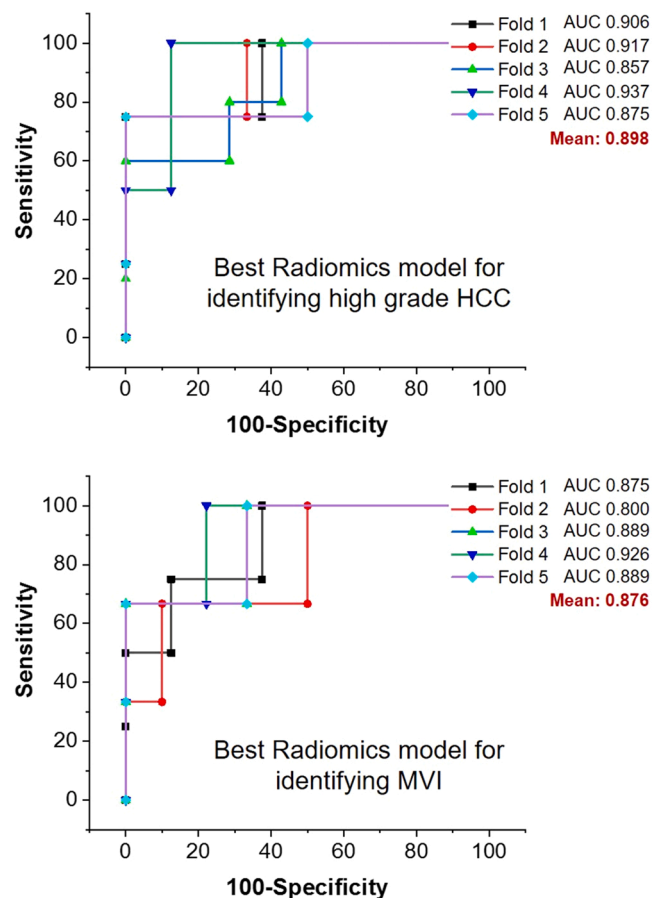 Fold 1 AUC 0.906
Fold 2 AUC 0.917
Fold 3 AUC 0.857
Fold 4 AUC 0.937
Fold 5 AUC 0.875
Mean: 0.898
100
80
60
40
20
0
Sensitivity
Best Radiomics model for
identifying high grade HCC
0 20 40 60 80 100
100-Specificity
Fold 1 AUC 0.875
Fold 2 AUC 0.800
Fold 3 AUC 0.889
Fold 4 AUC 0.926
Fold 5 AUC 0.889
Mean: 0.876
100
80
60
40
20
0
Sensitivity
Best Radiomics model for
identifying MVI
0 20 40 60 80 100
100-Specificity